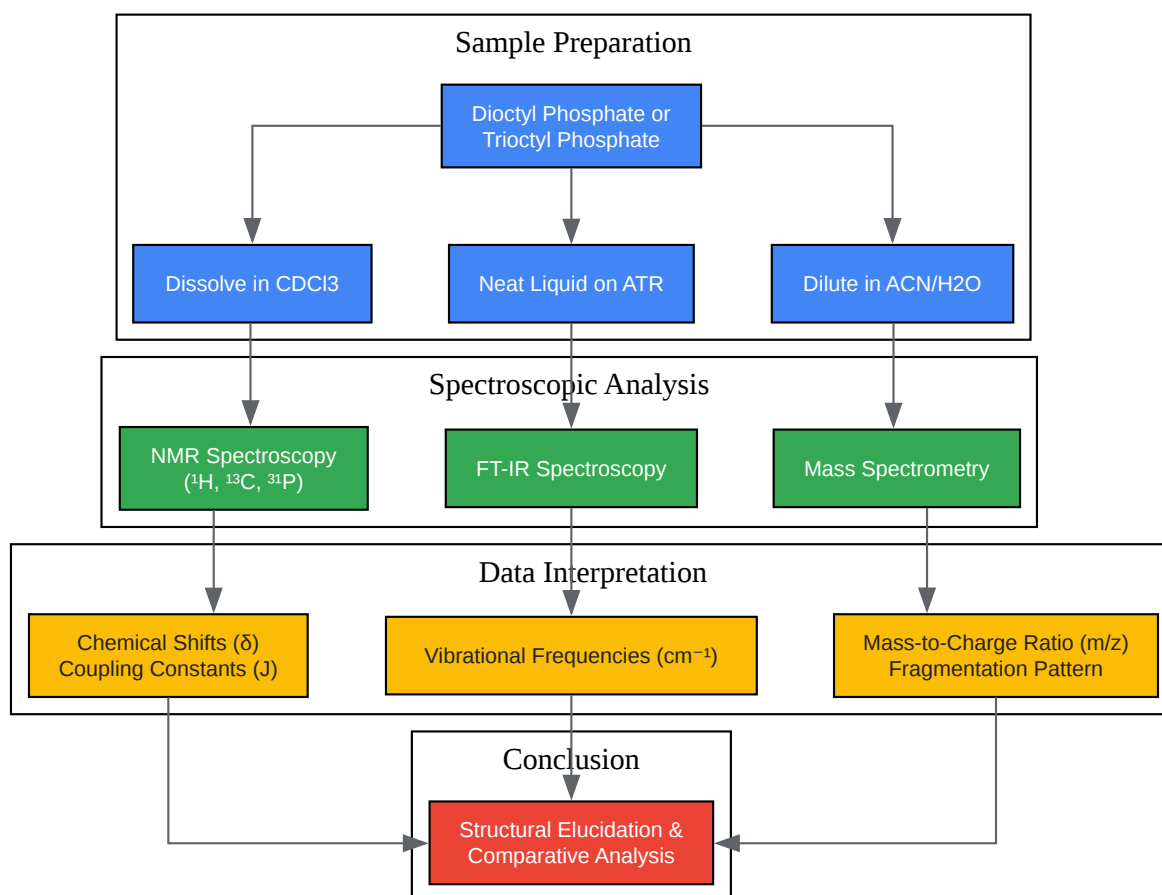 Sample Preparation
Dioctyl Phosphate or
Trioctyl Phosphate
Dissolve in CDCl3
Neat Liquid on ATR
Dilute in ACN/H2O
Spectroscopic Analysis
NMR Spectroscopy
(¹H, ¹³C, ³¹P)
FT-IR Spectroscopy
Mass Spectrometry
Data Interpretation
Chemical Shifts (δ)
Coupling Constants (J)
Vibrational Frequencies (cm⁻¹)
Mass-to-Charge Ratio (m/z)
Fragmentation Pattern
Conclusion
Structural Elucidation &
Comparative Analysis